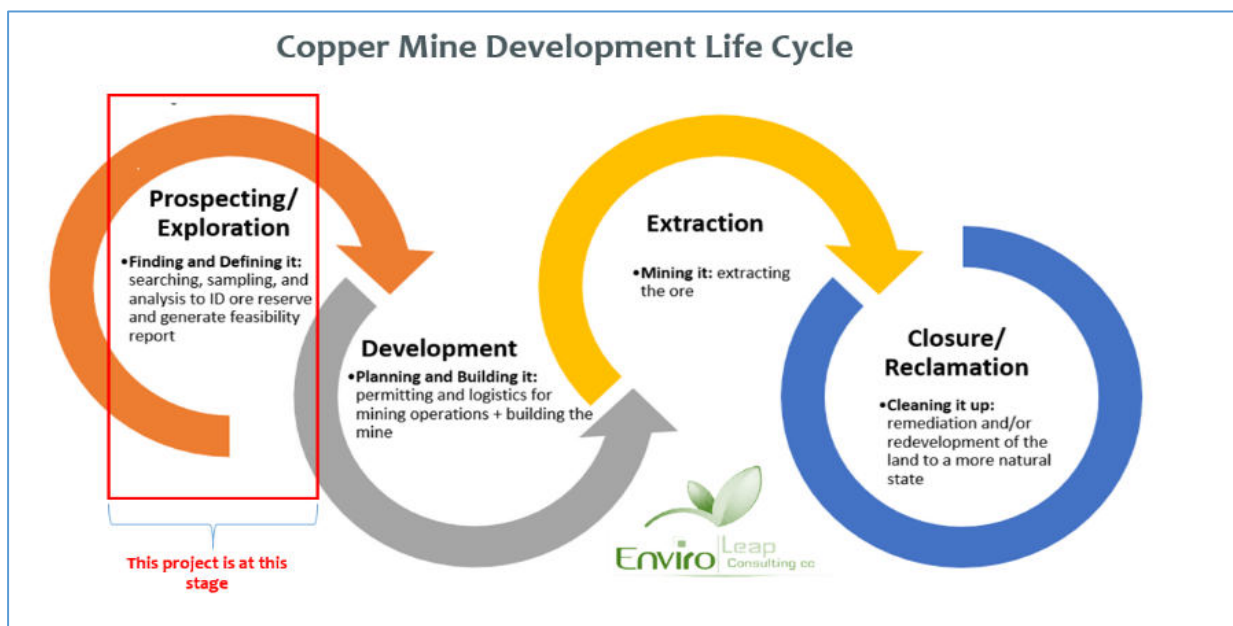 Copper Mine Development Life Cycle
Prospecting/
Exploration
•Finding and Defining it:
searching, sampling, and
analysis to ID ore reserve
and generate feasibility
report
Development
•Planning and Building it:
permitting and logistics for
mining operations + building the
mine
Extraction
•Mining it: extracting
the ore
Closure/
Reclamation
•Cleaning it up:
remediation and/or
redevelopment of the
land to a more natural
state
This project is at this
stage
Enviro Leap
Consulting cc